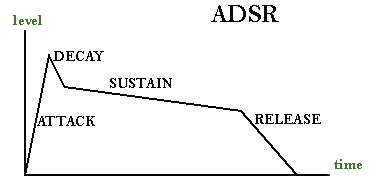 ADSR
level
DECAY
SUSTAIN
ATTACK
RELEASE
time